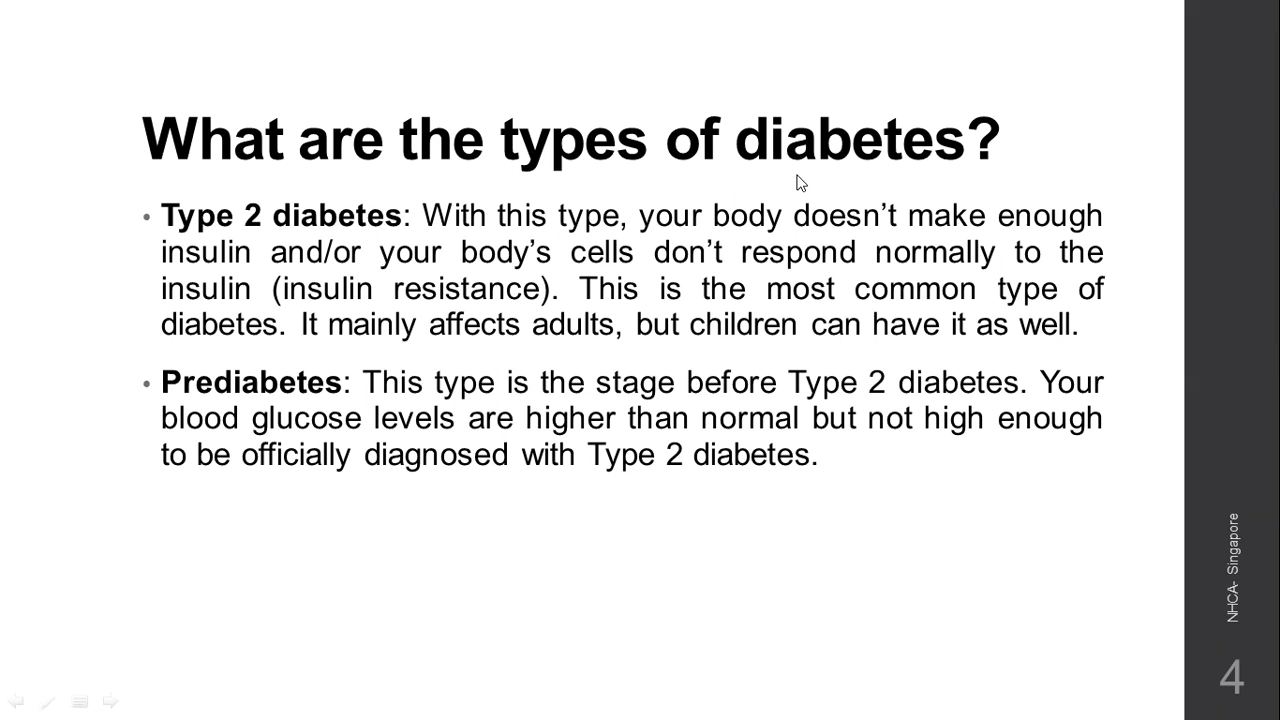 What are the types of diabetes?
• Type 2 diabetes: With this type, your body doesn’t make enough
insulin and/or your body’s cells don’t respond normally to the
insulin (insulin resistance). This is the most common type of
diabetes. It mainly affects adults, but children can have it as well.
• Prediabetes: This type is the stage before Type 2 diabetes. Your
blood glucose levels are higher than normal but not high enough
to be officially diagnosed with Type 2 diabetes.
NHCA- Singapore
4